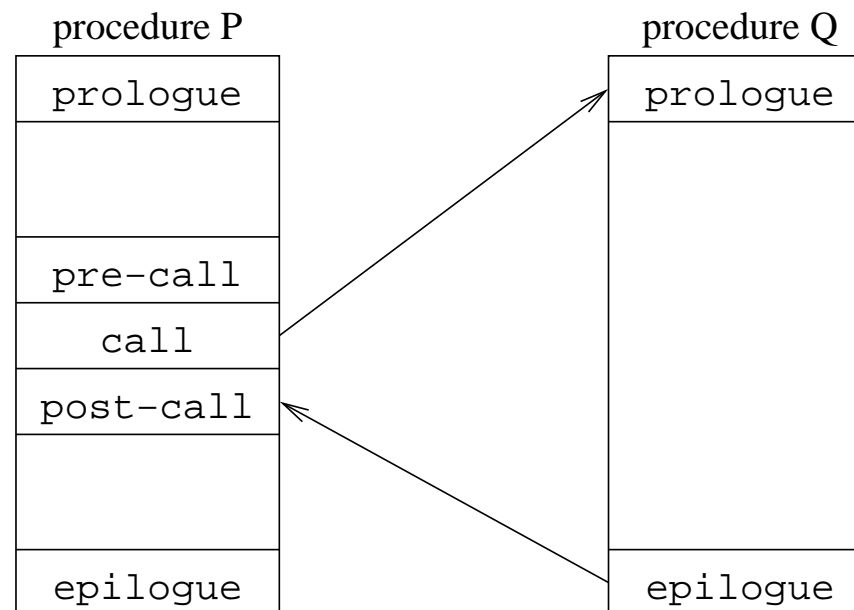 procedure P
prologue
pre-call
call
post-call
epilogue
procedure Q
prologue
epilogue